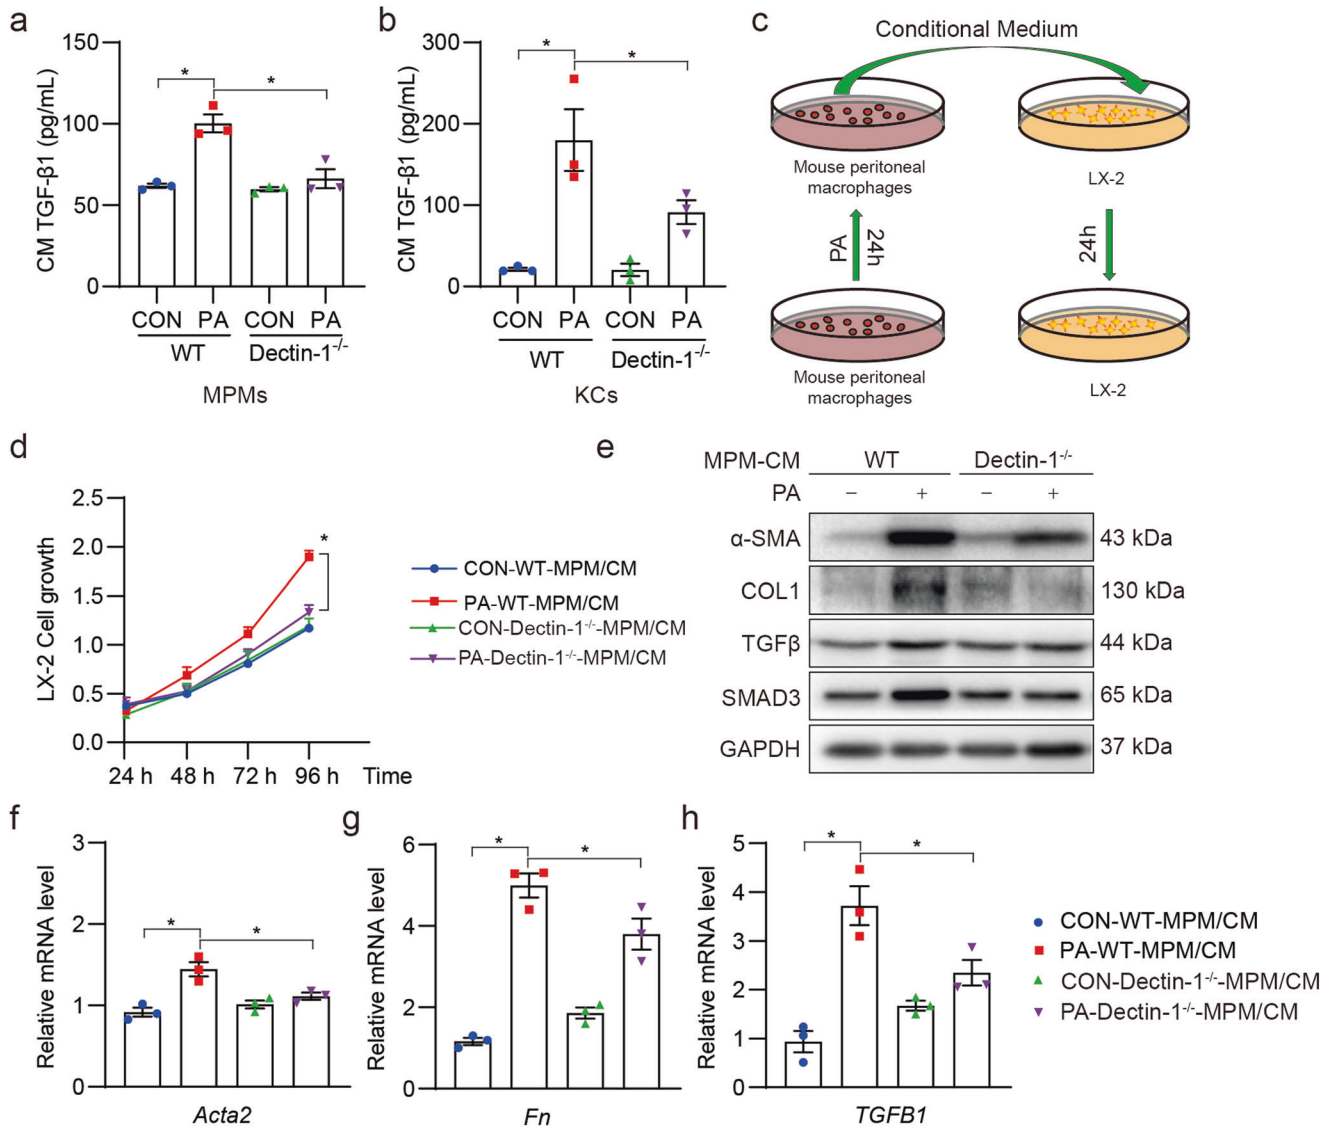 a
150
100
50
0
CM TGF-β1 (pg/mL)
*
*
CON PA CON PA
WT Dectin-1-/-
MPMs
b
300
200
100
0
CM TGF-β1 (pg/mL)
*
*
CON PA CON PA
WT Dectin-1-/-
KCs
c
Conditional Medium
Mouse peritoneal
macrophages
LX-2
PA
24h
24h
Mouse peritoneal
macrophages
LX-2
d
2.5
2.0
1.5
1.0
0.5
0.0
LX-2 Cell growth
*
24 h 48 h 72 h 96 h Time
CON-WT-MPM/CM
PA-WT-MPM/CM
CON-Dectin-1-/--MPM/CM
PA-Dectin-1-/--MPM/CM
e
MPM-CM WT Dectin-1-/-
PA − + − +
α-SMA 43 kDa
COL1 130 kDa
TGFβ 44 kDa
SMAD3 65 kDa
GAPDH 37 kDa
f
3
2
1
0
Relative mRNA level
*
*
Acta2
g
6
4
2
0
Relative mRNA level
*
*
Fn
h
5
4
3
2
1
0
Relative mRNA level
*
*
TGFB1
CON-WT-MPM/CM
PA-WT-MPM/CM
CON-Dectin-1-/--MPM/CM
PA-Dectin-1-/--MPM/CM